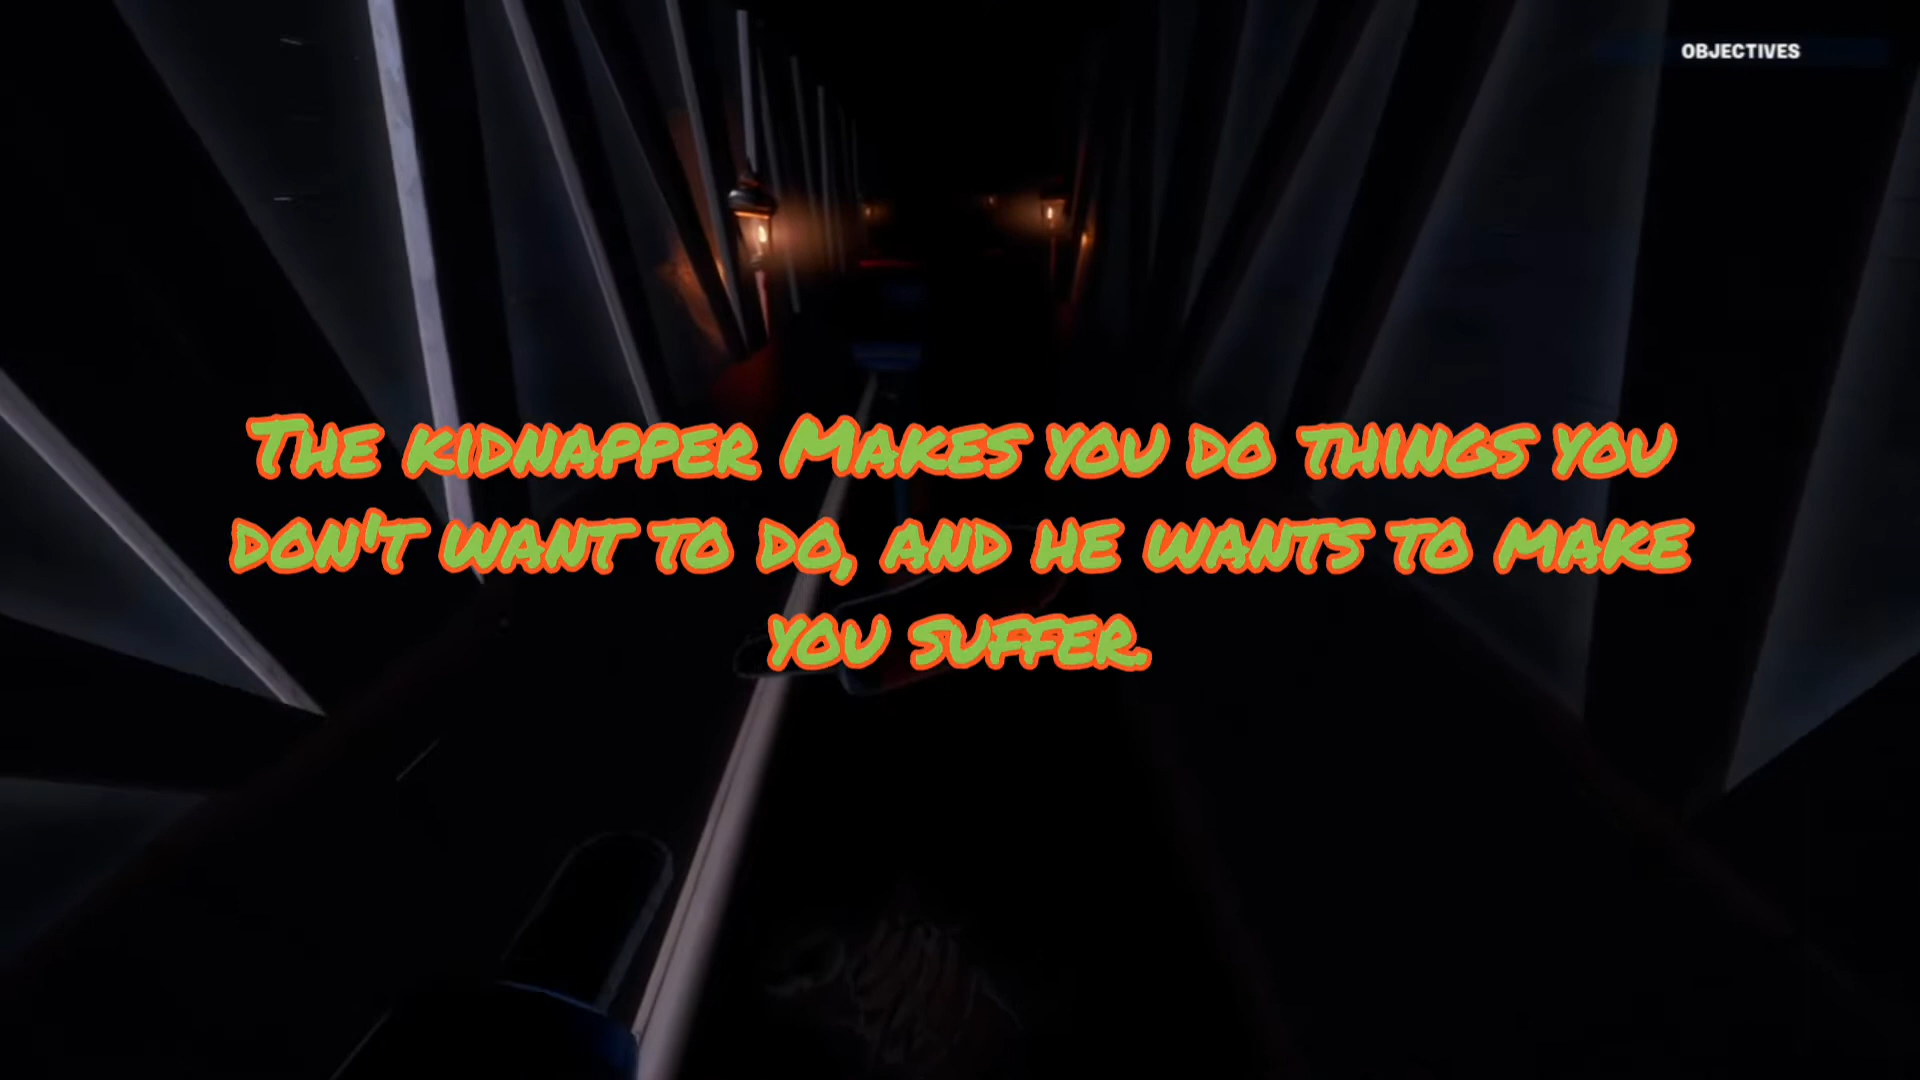 OBJECTIVES
The kidnapper Makes you do things you
don't want to do, and he wants to make
you suffer.